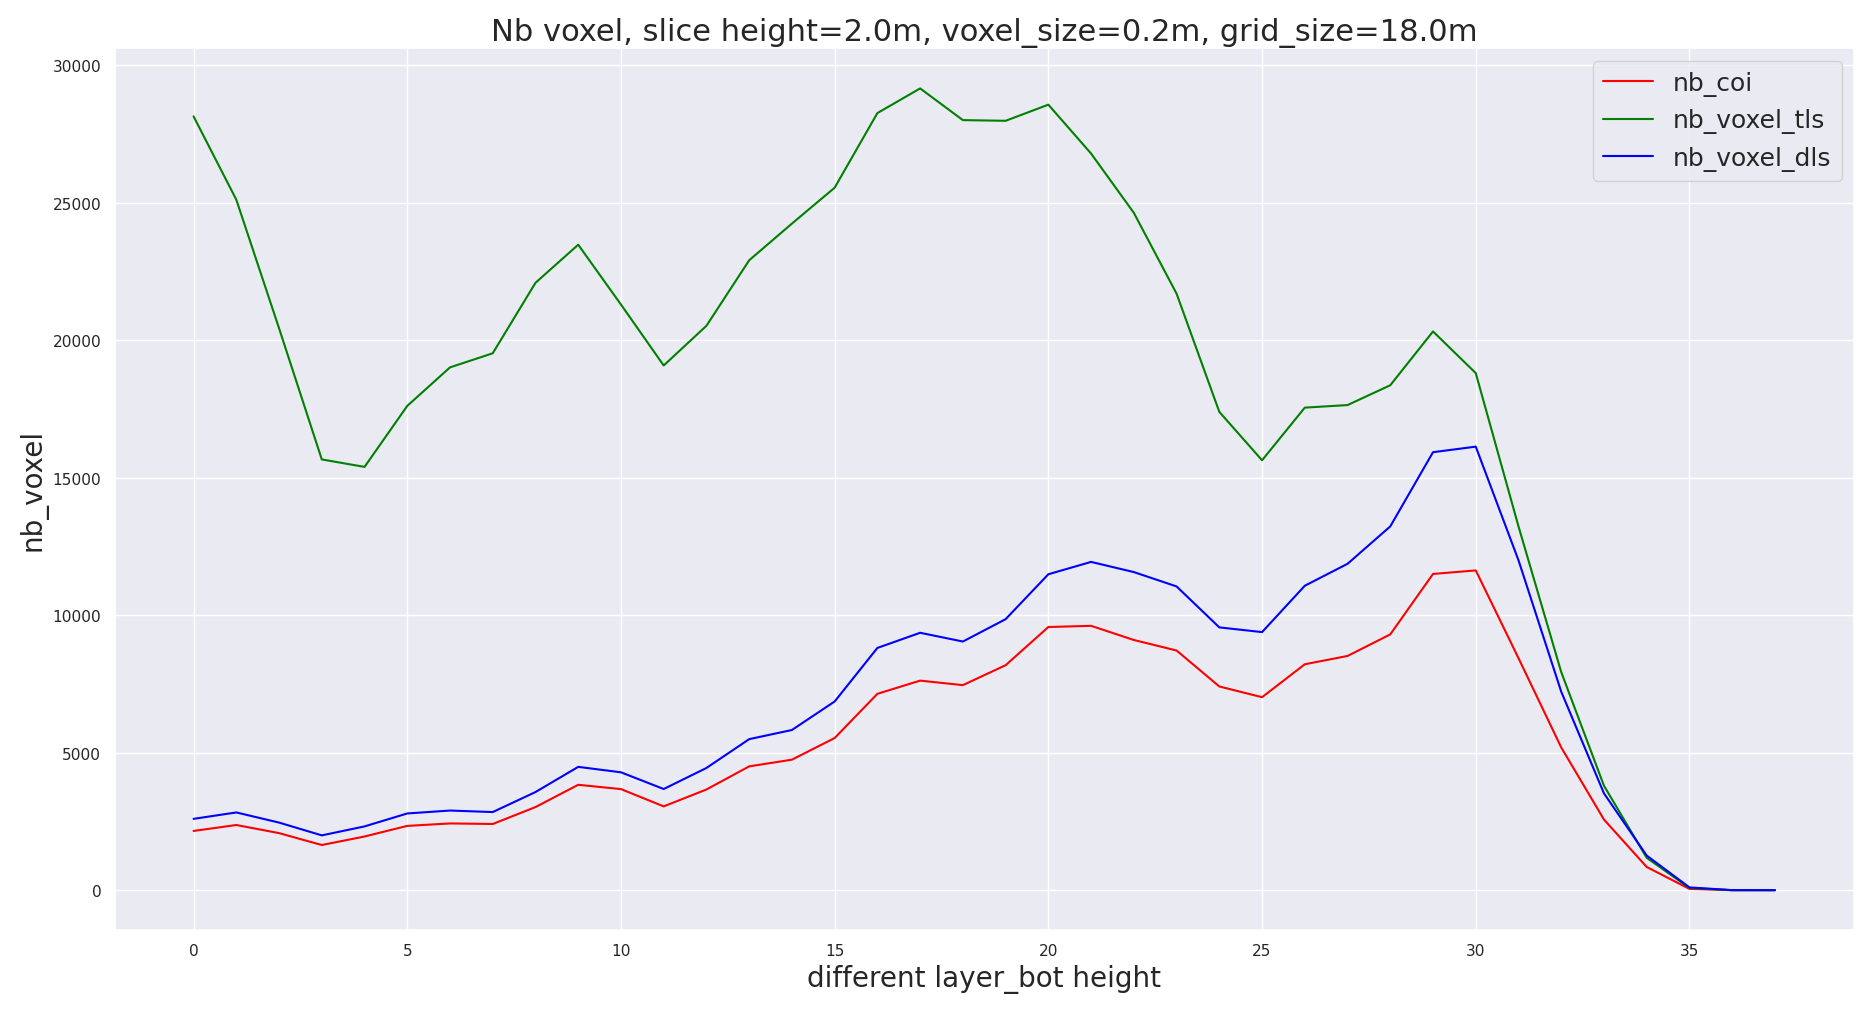 Nb voxel, slice height=2.0m, voxel_size=0.2m, grid_size=18.0m
nb_coi
nb_voxel_tls
nb_voxel_dls
nb_voxel
30000
25000
20000
15000
10000
5000
0
0 5 10 15 20 25 30 35
different layer_bot height